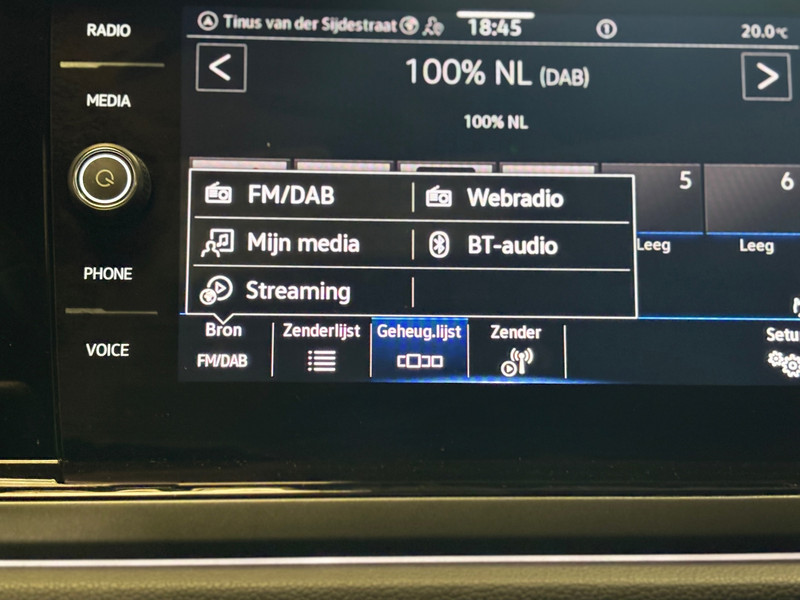 RADIO
MEDIA
PHONE
VOICE
Tinus van der Sijdestraat
18:45
1
20.0°C
<
100% NL (DAB)
>
100% NL
5
6
Leeg
Leeg
FM/DAB
Webradio
Mijn media
BT-audio
Streaming
Bron
Zenderlijst
Geheug.lijst
Zender
FM/DAB